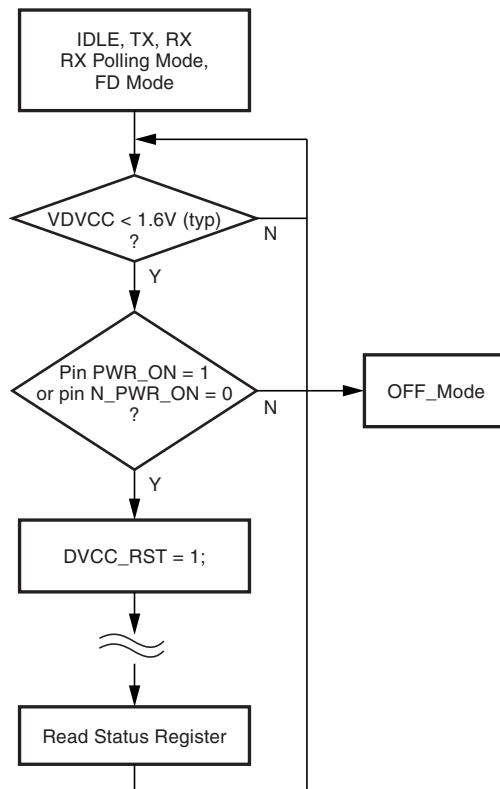 IDLE, TX, RX
RX Polling Mode,
FD Mode
VDVCC < 1.6V (typ)
?
N
Y
Pin PWR_ON = 1
or pin N_PWR_ON = 0
?
N
OFF_Mode
Y
DVCC_RST = 1;
Read Status Register